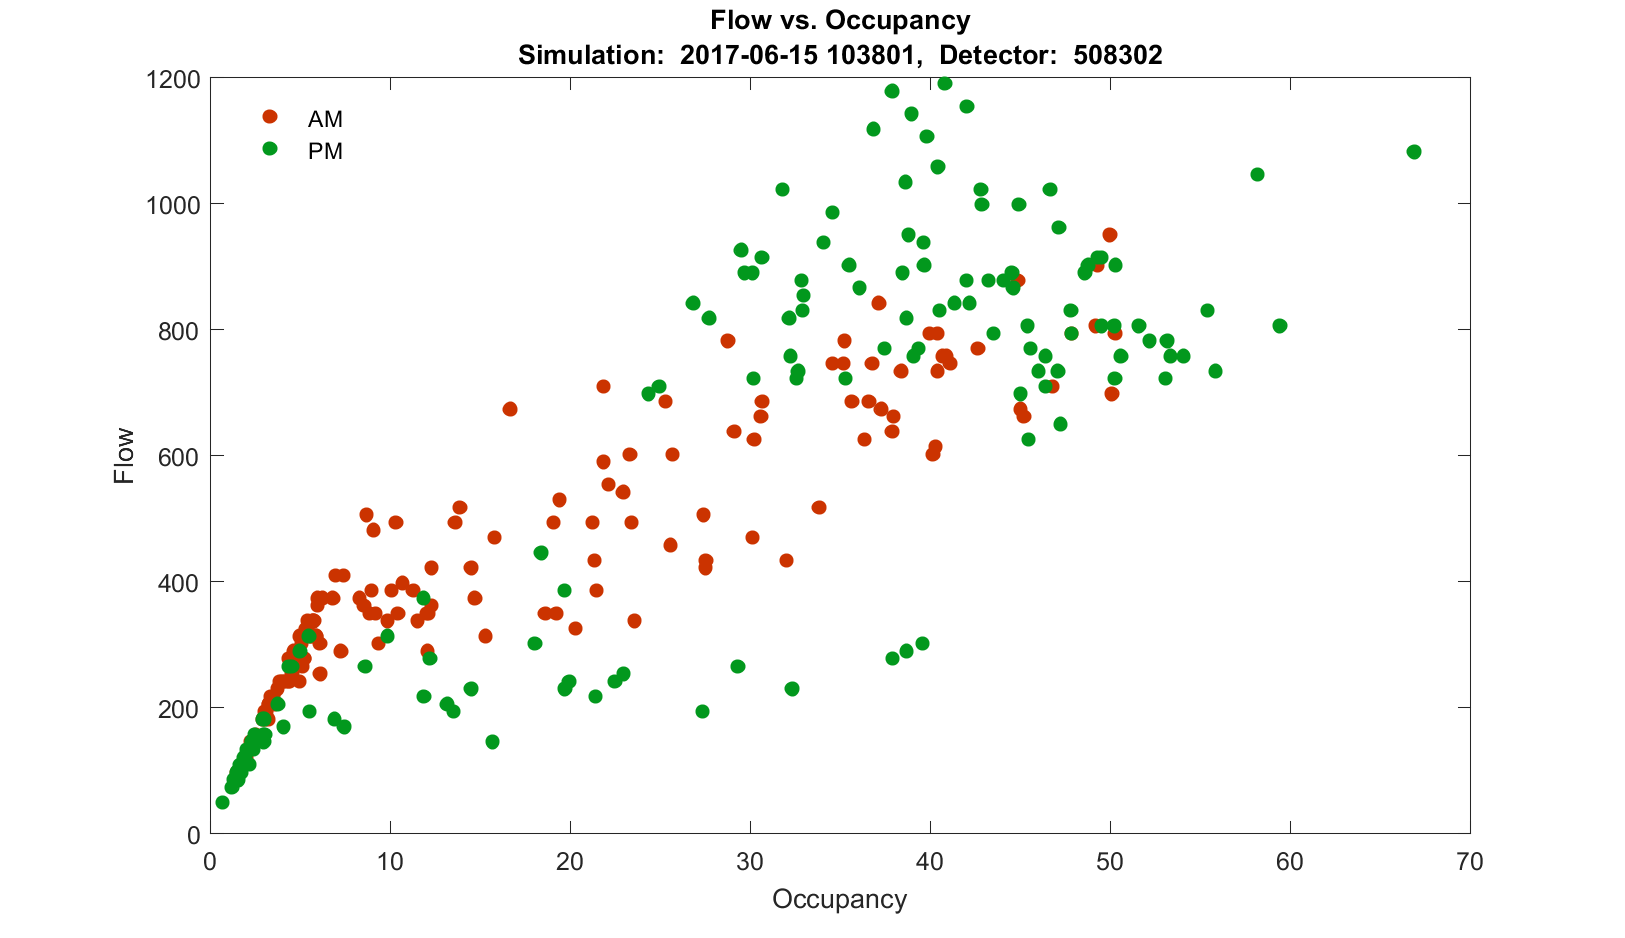 Flow vs. Occupancy
Simulation:  2017-06-15 103801,  Detector:  508302
1200
1000
800
600
400
200
0
Flow
AM
PM
0 10 20 30 40 50 60 70
Occupancy